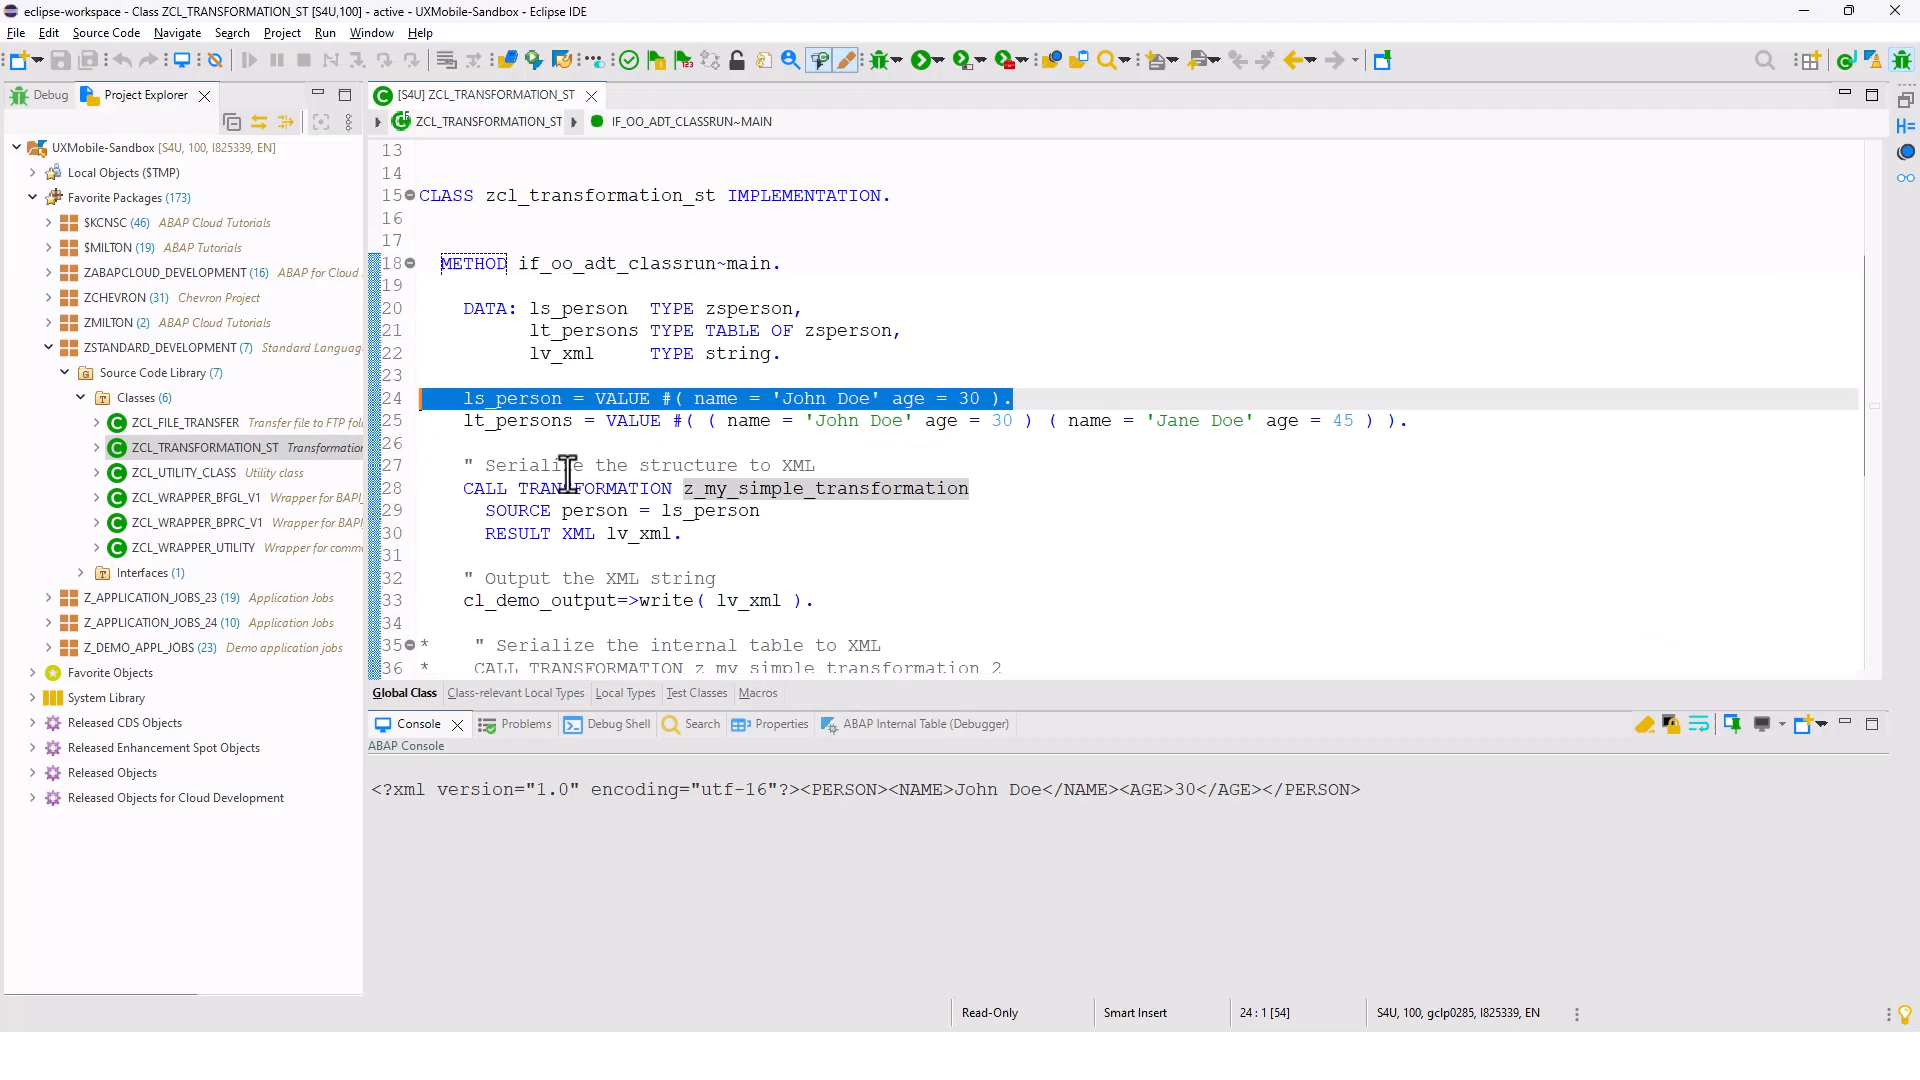 eclipse-workspace - Class ZCL_TRANSFORMATION_ST [S4U,100] - active - UXMobile-Sandbox - Eclipse IDE
File Edit Source Code Navigate Search Project Run Window Help
Debug Project Explorer
[S4U] ZCL_TRANSFORMATION_ST
ZCL_TRANSFORMATION_ST IF_OO_ADT_CLASSRUN~MAIN
UXMobile-Sandbox [S4U, 100, I825339, EN]
Local Objects ($TMP)
Favorite Packages (173)
$KCNSC (46) ABAP Cloud Tutorials
$MILTON (19) ABAP Tutorials
ZABAPCLOUD_DEVELOPMENT (16) ABAP for Cloud
ZCHEVRON (31) Chevron Project
ZMILTON (2) ABAP Cloud Tutorials
ZSTANDARD_DEVELOPMENT (7) Standard Language
Source Code Library (7)
Classes (6)
ZCL_FILE_TRANSFER Transfer file to FTP fol
ZCL_TRANSFORMATION_ST Transformation
ZCL_UTILITY_CLASS Utility class
ZCL_WRAPPER_BFGL_V1 Wrapper for BAPI_
ZCL_WRAPPER_BPRC_V1 Wrapper for BAPI_
ZCL_WRAPPER_UTILITY Wrapper for comm
Interfaces (1)
Z_APPLICATION_JOBS_23 (19) Application Jobs
Z_APPLICATION_JOBS_24 (10) Application Jobs
Z_DEMO_APPL_JOBS (23) Demo application jobs
Favorite Objects
System Library
Released CDS Objects
Released Enhancement Spot Objects
Released Objects
Released Objects for Cloud Development
13
14
15 CLASS zcl_transformation_st IMPLEMENTATION.
16
17
18 METHOD if_oo_adt_classrun~main.
19
20 DATA: ls_person TYPE zsperson,
21 lt_persons TYPE TABLE OF zsperson,
22 lv_xml TYPE string.
23
24 ls_person = VALUE #( name = 'John Doe' age = 30 ).
25 lt_persons = VALUE #( ( name = 'John Doe' age = 30 ) ( name = 'Jane Doe' age = 45 ) ).
26
27 " Serialize the structure to XML
28 CALL TRANSFORMATION z_my_simple_transformation
29 SOURCE person = ls_person
30 RESULT XML lv_xml.
31
32 " Output the XML string
33 cl_demo_output=>write( lv_xml ).
34
35 * " Serialize the internal table to XML
36 * CALL TRANSFORMATION z_my_simple_transformation_2
Global Class Class-relevant Local Types Local Types Test Classes Macros
Console Problems Debug Shell Search Properties ABAP Internal Table (Debugger)
ABAP Console
<?xml version="1.0" encoding="utf-16"?><PERSON><NAME>John Doe</NAME><AGE>30</AGE></PERSON>
Read-Only Smart Insert 24 : 1 [54] S4U, 100, gclp0285, I825339, EN